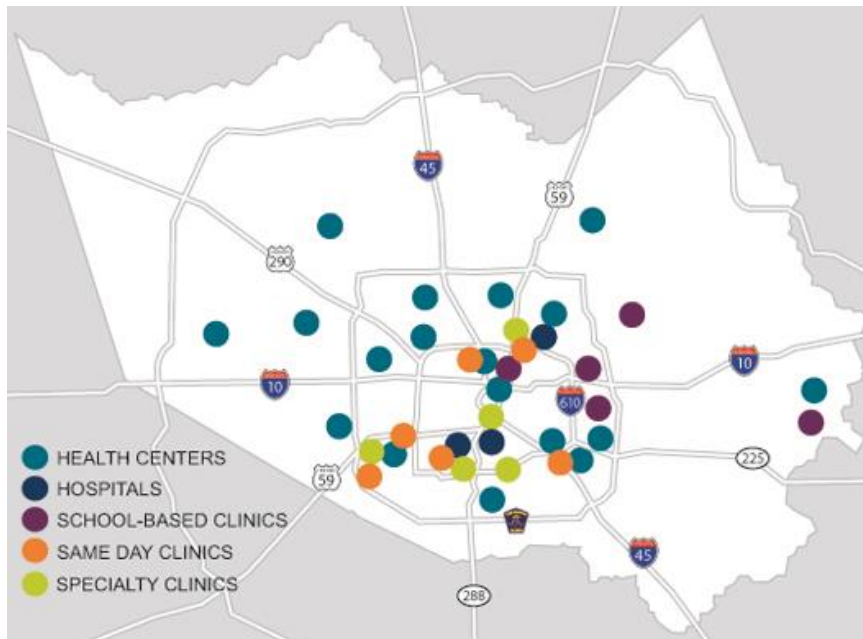 45
59
290
10
10
610
HEALTH CENTERS
HOSPITALS
SCHOOL-BASED CLINICS
SAME DAY CLINICS
SPECIALTY CLINICS
59
225
45
288